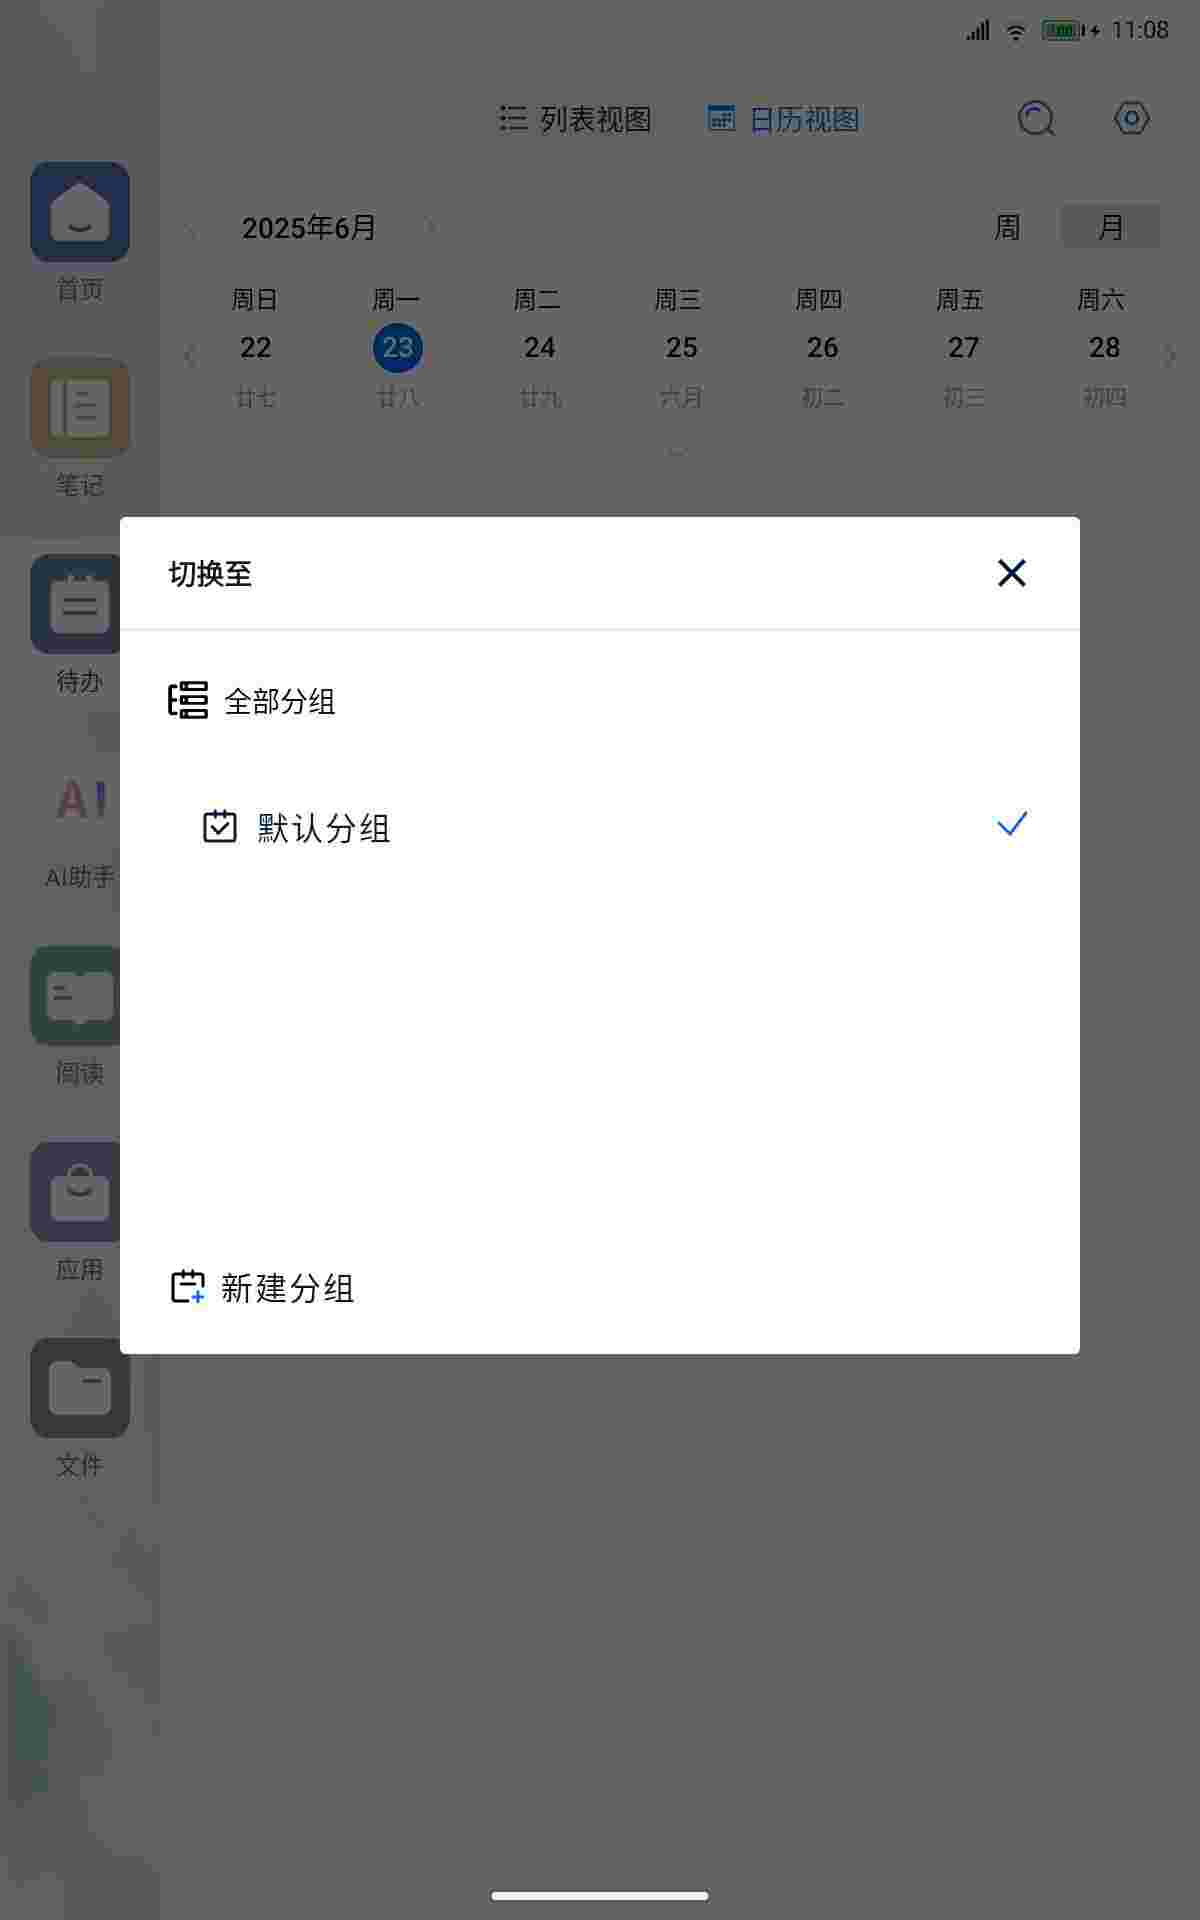 11:08
列表视图 日历视图
2025年6月 周 月
周日 周一 周二 周三 周四 周五 周六
22 23 24 25 26 27 28
廿七 廿八 廿九 六月 初二 初三 初四
首页
笔记
待办
AI
AI助手
阅读
应用
文件
切换至
全部分组
默认分组
新建分组